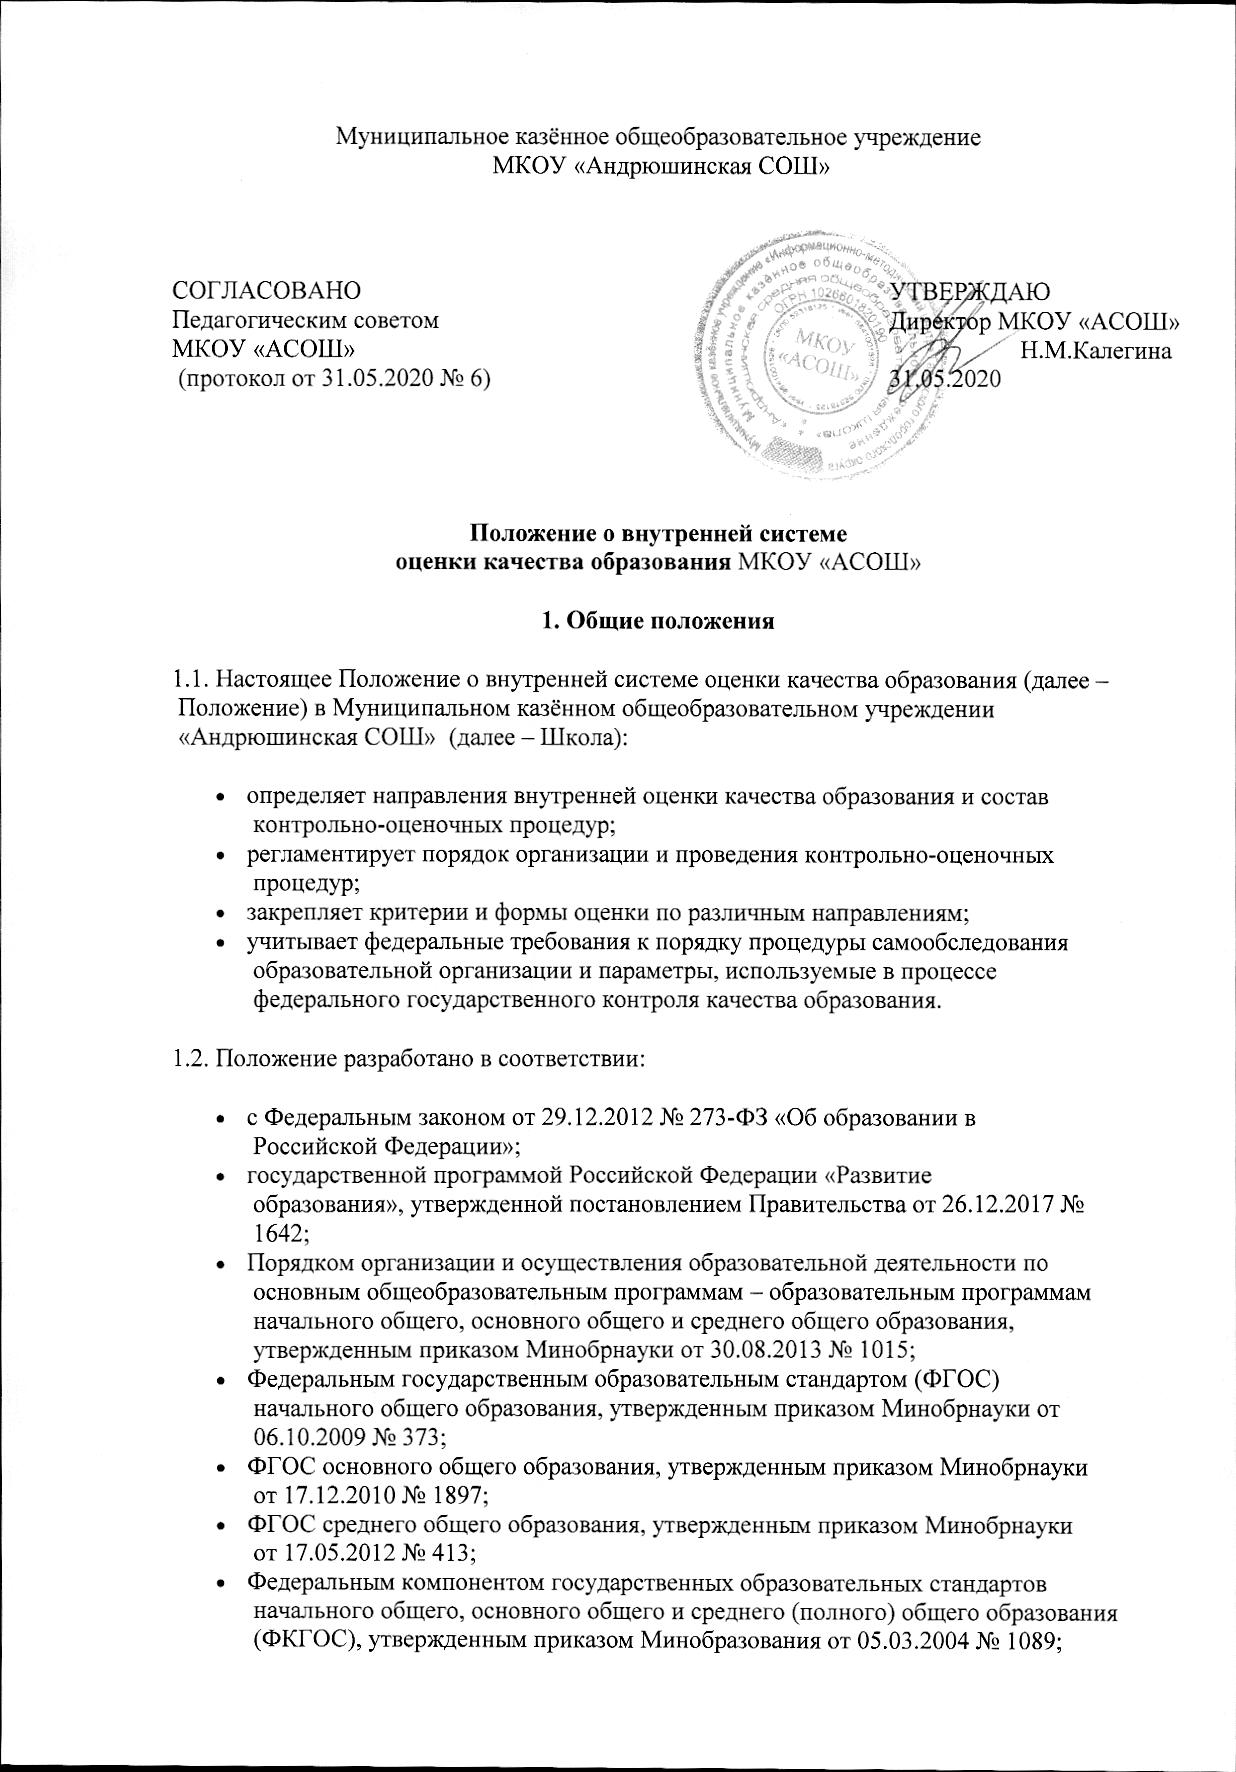 Муниципальное казённое общеобразовательное учреждение
МКОУ «Андрюшинская СОШ»
СОГЛАСОВАНО
Педагогическим советом
МКОУ «АСОШ»
(протокол от 31.05.2020 № 6)
МКОУ
«АСОШ»
УТВЕРЖДАЮ
Директор МКОУ «АСОШ»
Н.М.Калегина
31.05.2020
Положение о внутренней системе
оценки качества образования МКОУ «АСОШ»
1. Общие положения
1.1. Настоящее Положение о внутренней системе оценки качества образования (далее –
Положение) в Муниципальном казённом общеобразовательном учреждении
«Андрюшинская СОШ» (далее – Школа):
• определяет направления внутренней оценки качества образования и состав
контрольно-оценочных процедур;
• регламентирует порядок организации и проведения контрольно-оценочных
процедур;
• закрепляет критерии и формы оценки по различным направлениям;
• учитывает федеральные требования к порядку процедуры самообследования
образовательной организации и параметры, используемые в процессе
федерального государственного контроля качества образования.
1.2. Положение разработано в соответствии:
• с Федеральным законом от 29.12.2012 № 273-ФЗ «Об образовании в
Российской Федерации»;
• государственной программой Российской Федерации «Развитие
образования», утвержденной постановлением Правительства от 26.12.2017 №
1642;
• Порядком организации и осуществления образовательной деятельности по
основным общеобразовательным программам – образовательным программам
начального общего, основного общего и среднего общего образования,
утвержденным приказом Минобрнауки от 30.08.2013 № 1015;
• Федеральным государственным образовательным стандартом (ФГОС)
начального общего образования, утвержденным приказом Минобрнауки от
06.10.2009 № 373;
• ФГОС основного общего образования, утвержденным приказом Минобрнауки
от 17.12.2010 № 1897;
• ФГОС среднего общего образования, утвержденным приказом Минобрнауки
от 17.05.2012 № 413;
• Федеральным компонентом государственных образовательных стандартов
начального общего, основного общего и среднего (полного) общего образования
(ФКГОС), утвержденным приказом Минобразования от 05.03.2004 № 1089;